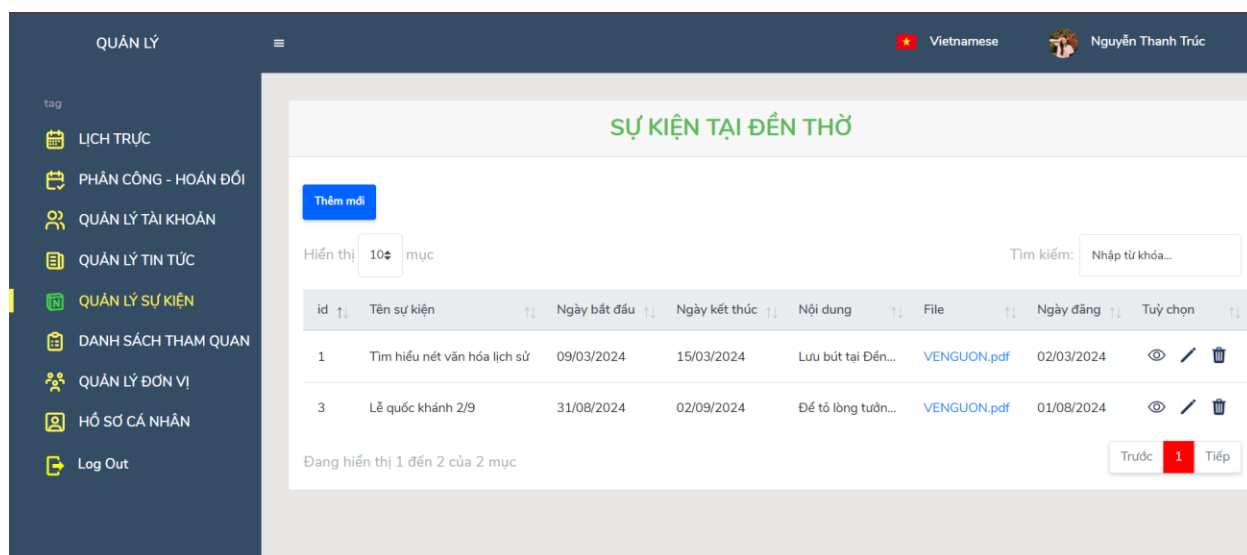 QUẢN LÝ
Vietnamese
Nguyễn Thanh Trúc
tag
LỊCH TRỰC
PHÂN CÔNG - HOÁN ĐỔI
QUẢN LÝ TÀI KHOẢN
QUẢN LÝ TIN TỨC
QUẢN LÝ SỰ KIỆN
DANH SÁCH THAM QUAN
QUẢN LÝ ĐƠN VỊ
HỒ SƠ CÁ NHÂN
Log Out
SỰ KIỆN TẠI ĐỀN THỜ
Thêm mới
Hiển thị 10 mục
Tìm kiếm: Nhập từ khóa...
id Tên sự kiện Ngày bắt đầu Ngày kết thúc Nội dung File Ngày đăng Tuỳ chọn
1 Tìm hiểu nét văn hóa lịch sử 09/03/2024 15/03/2024 Lưu bút tại Đền... VENGUON.pdf 02/03/2024
3 Lễ quốc khánh 2/9 31/08/2024 02/09/2024 Để tỏ lòng tưởn... VENGUON.pdf 01/08/2024
Đang hiển thị 1 đến 2 của 2 mục
Trước 1 Tiếp